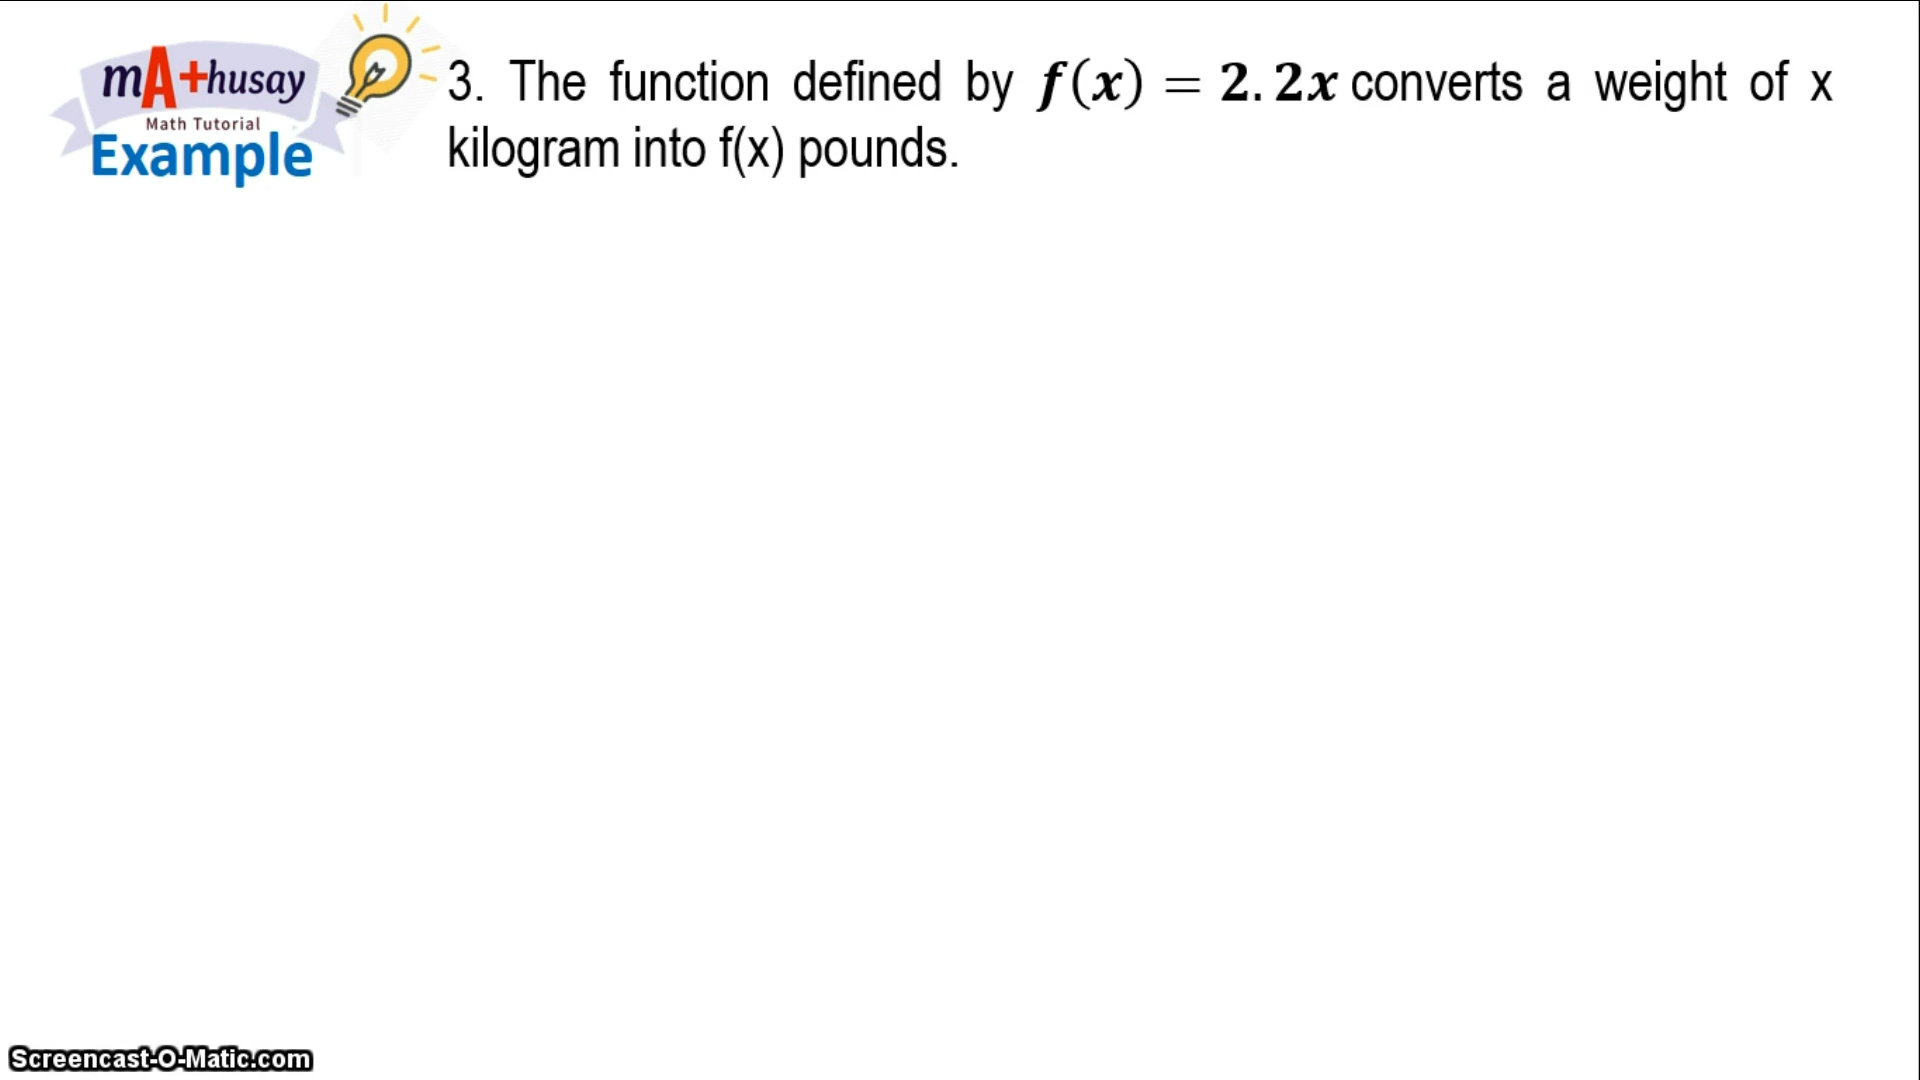 mA+husay
Math Tutorial
Example
3. The function defined by f(x) = 2.2x converts a weight of x
kilogram into f(x) pounds.
Screencast-O-Matic.com